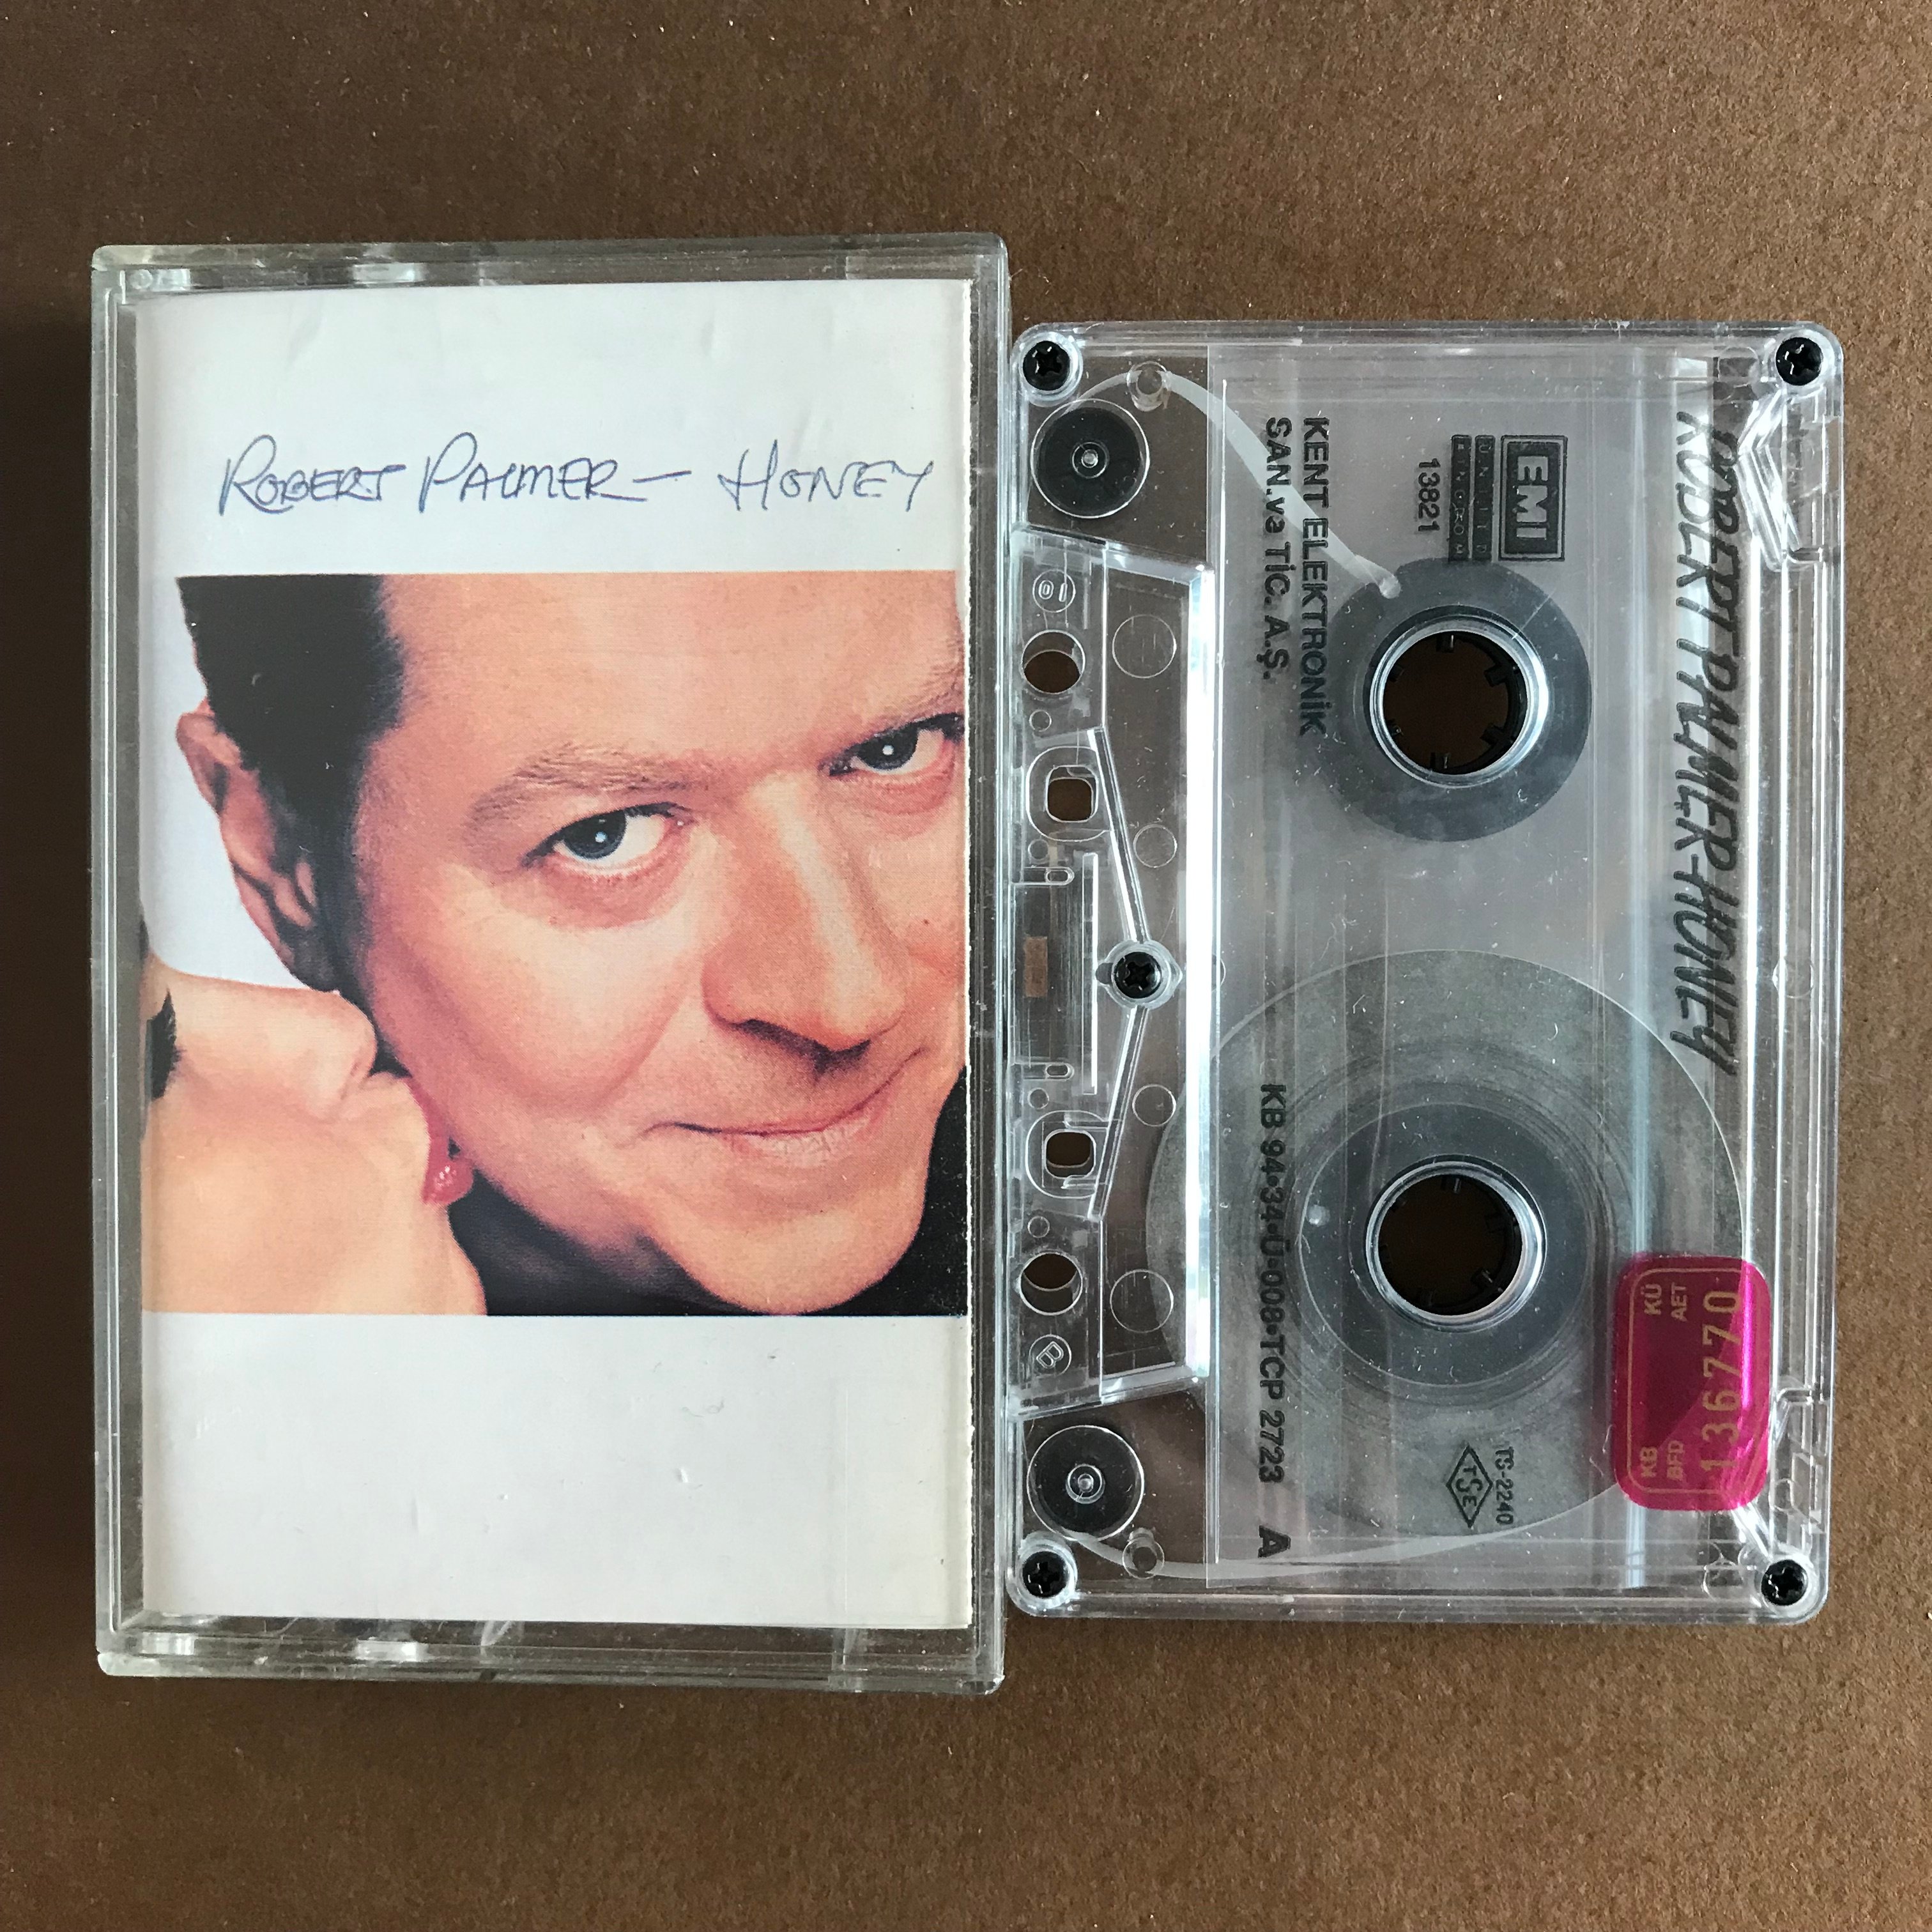 ROBERT PALMER – HONEY
ROBERT PALMER-HONEY
EMI
13821
KENT ELEKTRONİK
SAN.va TİC. A.Ş.
KB 94•34•Ü•008•TCP 2723 A
TS-2240
TSE
KÜ
AET
KB
BFD
136770
B